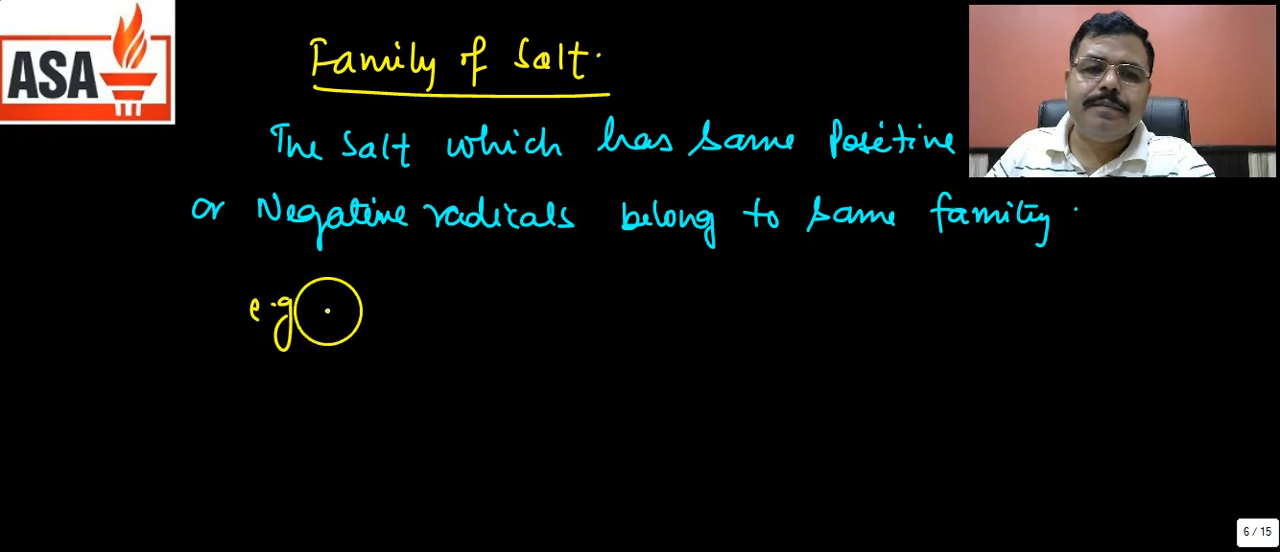 ASA
Family of Salt.
The Salt which has same Positive
or Negative radicals belong to same family.
e.g
6 / 15